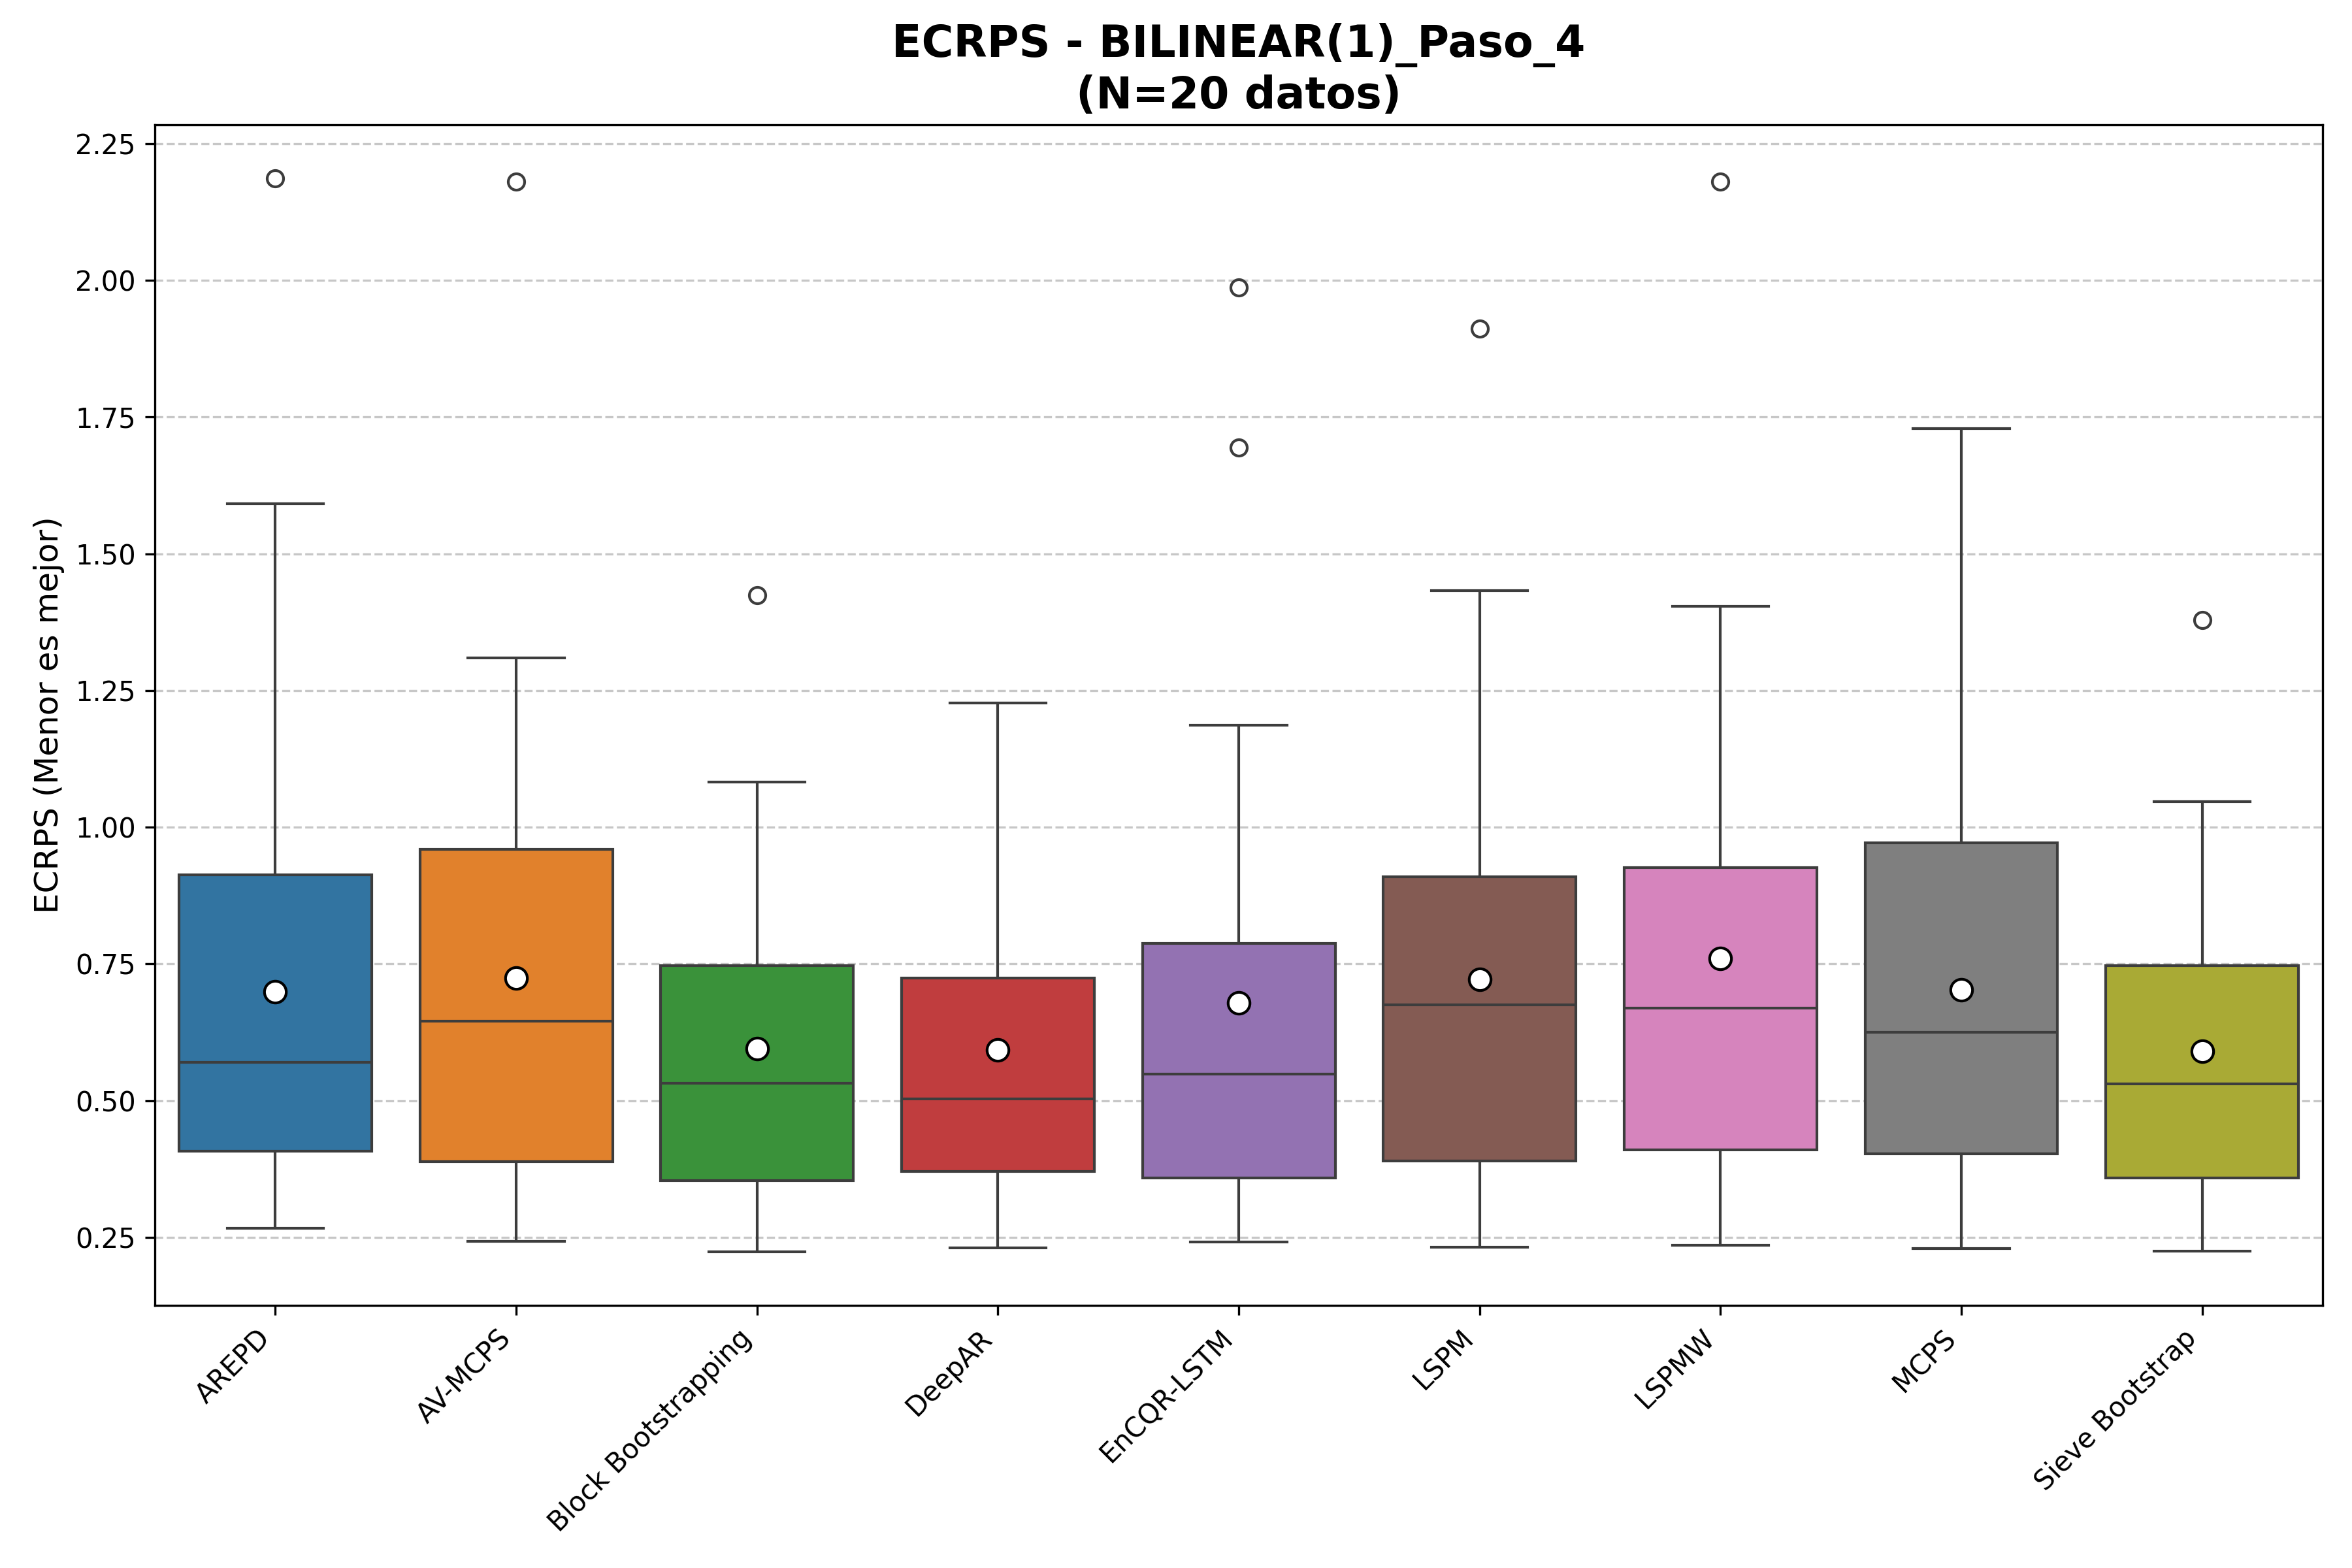 ECRPS - BILINEAR(1)_Paso_4
(N=20 datos)
ECRPS (Menor es mejor)
2.25
2.00
1.75
1.50
1.25
1.00
0.75
0.50
0.25
AREPD
AV-MCPS
Block Bootstrapping
DeepAR
EnCQR-LSTM
LSPM
LSPMW
MCPS
Sieve Bootstrap